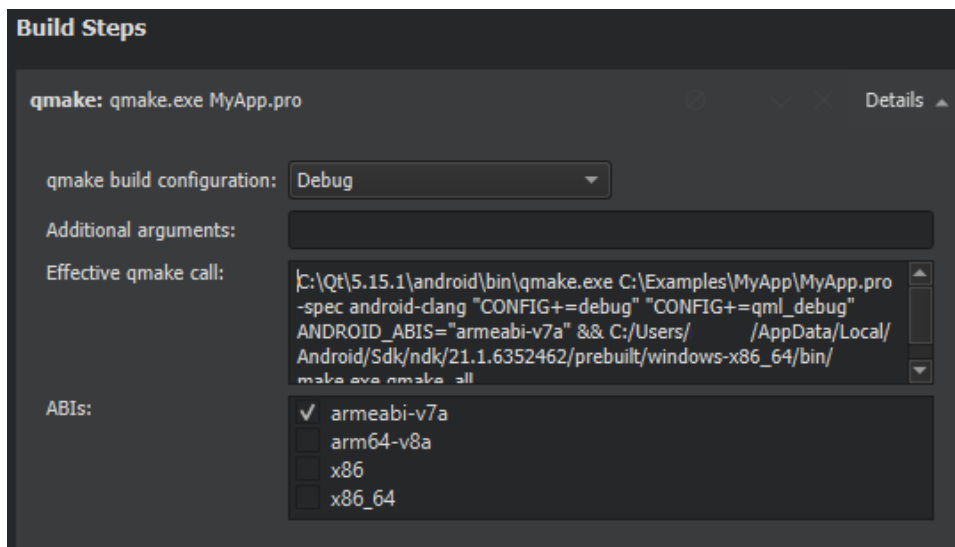 Build Steps
qmake: qmake.exe MyApp.pro
Details
qmake build configuration: Debug
Additional arguments:
Effective qmake call:
C:\Qt\5.15.1\android\bin\qmake.exe C:\Examples\MyApp\MyApp.pro
-spec android-clang "CONFIG+=debug" "CONFIG+=qml_debug"
ANDROID_ABIS="armeabi-v7a" && C:/Users/ /AppData/Local/
Android/Sdk/ndk/21.1.6352462/prebuilt/windows-x86_64/bin/
make.exe qmake_all
ABIs:
armeabi-v7a
arm64-v8a
x86
x86_64